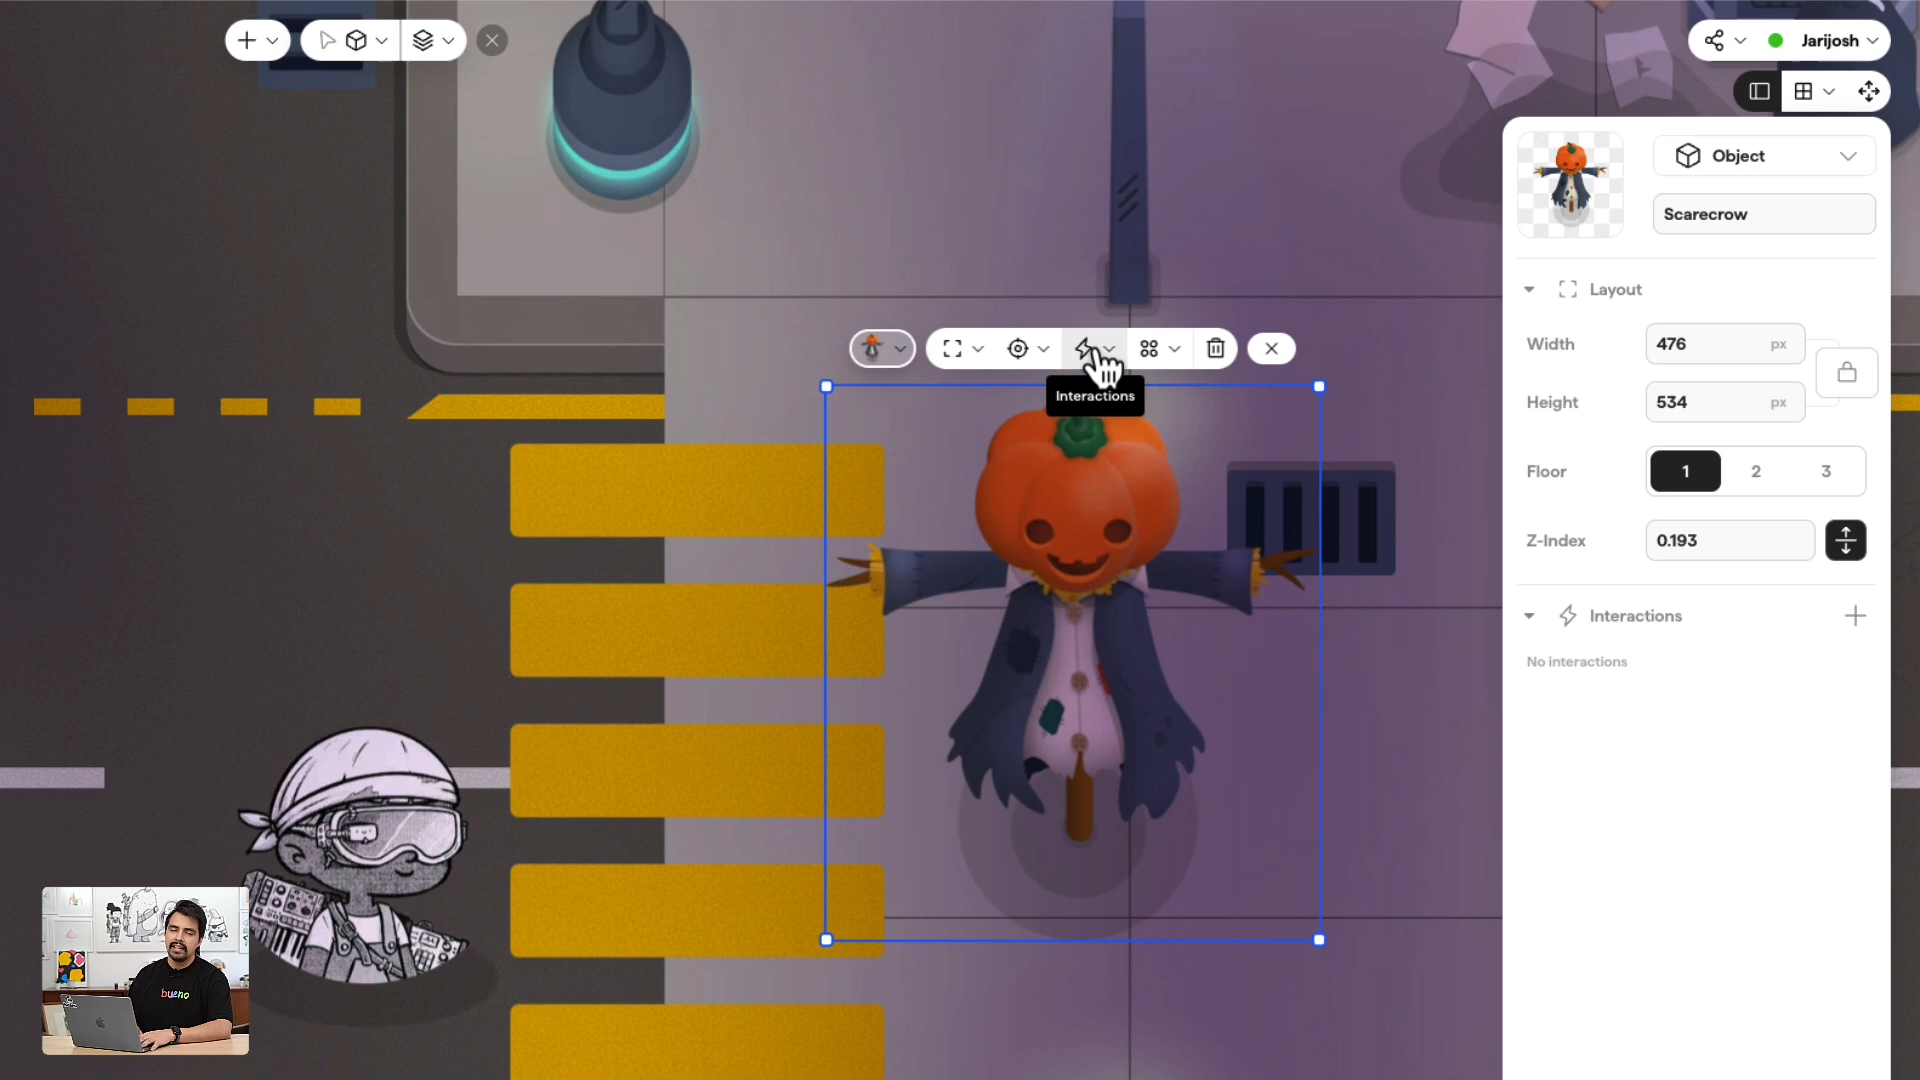 Jarijosh
Object
Scarecrow
Layout
Width 476 px
Height 534 px
Floor 1 2 3
Z-Index 0.193
Interactions
No interactions
Interactions
bueno